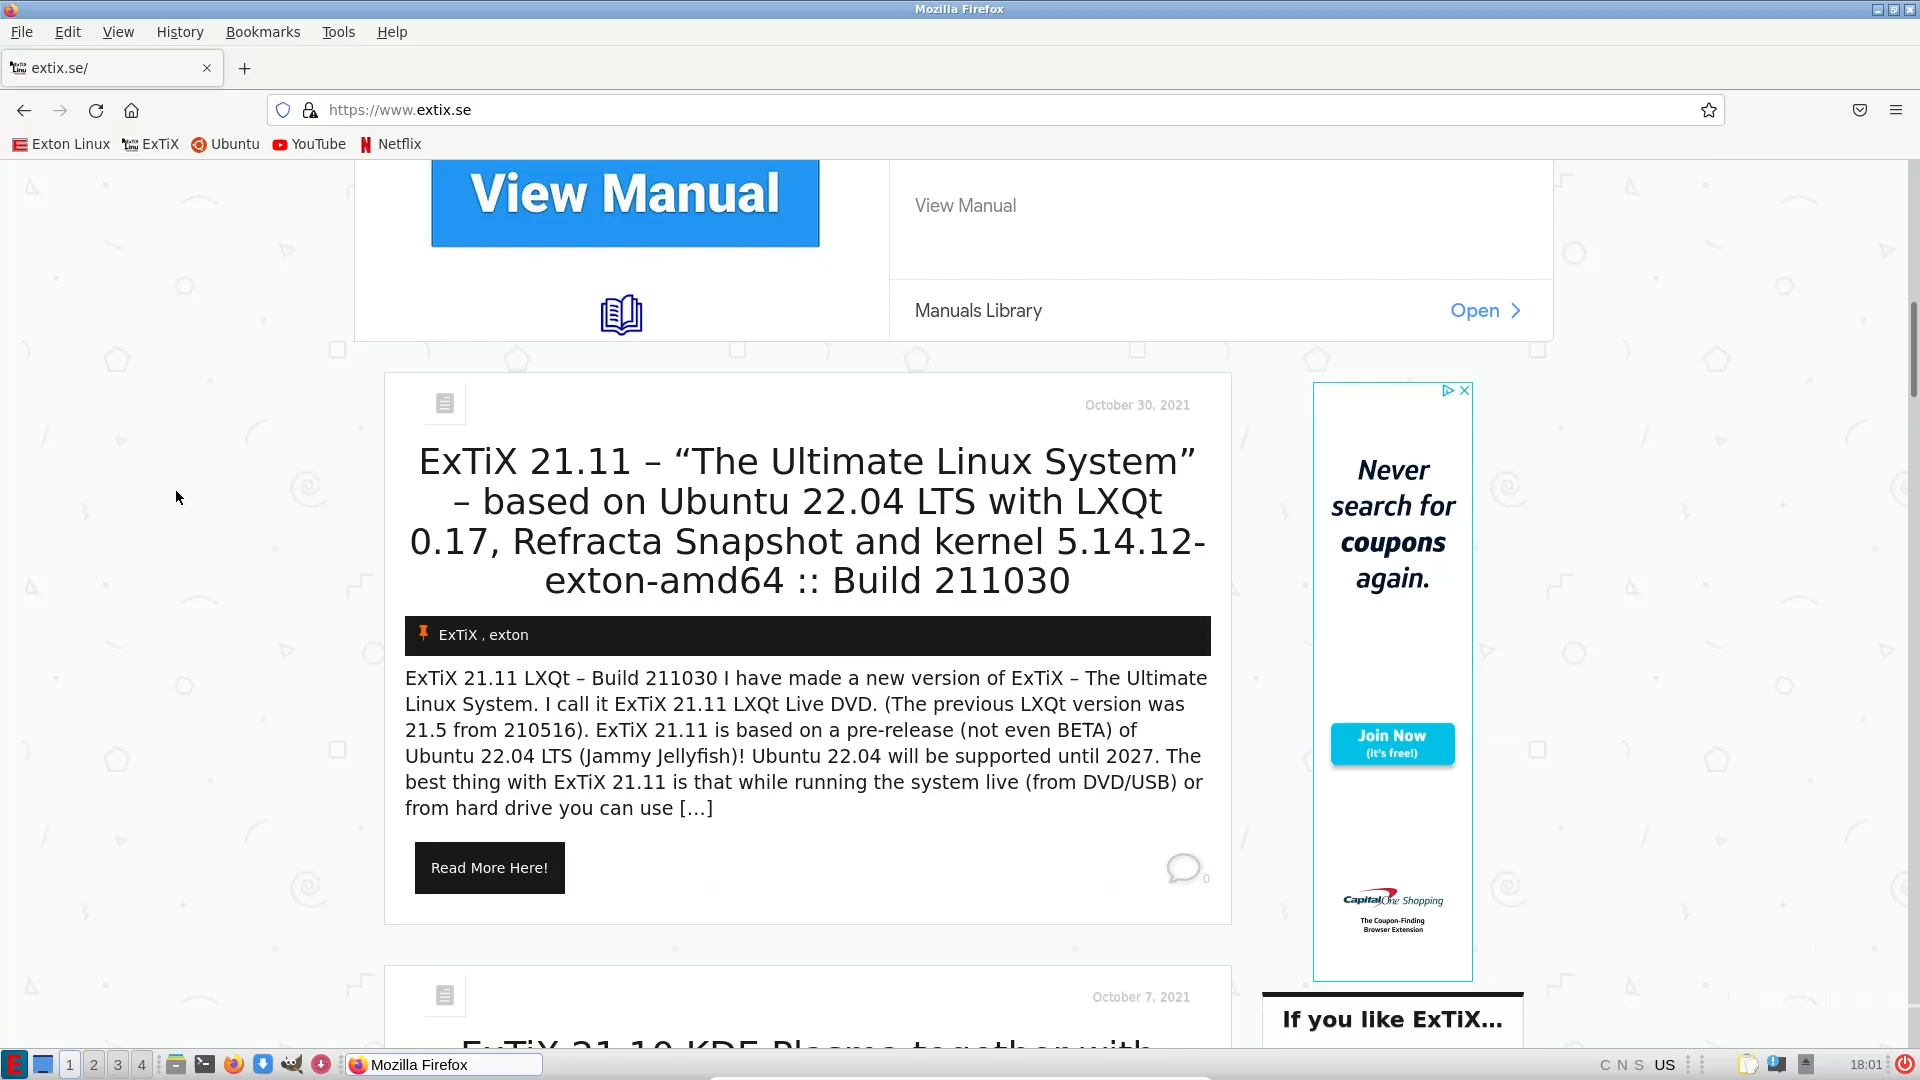 Mozilla Firefox
File Edit View History Bookmarks Tools Help
extix.se/
https://www.extix.se
Exton Linux ExTiX Ubuntu YouTube Netflix
View Manual
View Manual
Manuals Library
Open
October 30, 2021
ExTiX 21.11 – “The Ultimate Linux System”
– based on Ubuntu 22.04 LTS with LXQt
0.17, Refracta Snapshot and kernel 5.14.12-
exton-amd64 :: Build 211030
ExTiX , exton
ExTiX 21.11 LXQt – Build 211030 I have made a new version of ExTiX – The Ultimate
Linux System. I call it ExTiX 21.11 LXQt Live DVD. (The previous LXQt version was
21.5 from 210516). ExTiX 21.11 is based on a pre-release (not even BETA) of
Ubuntu 22.04 LTS (Jammy Jellyfish)! Ubuntu 22.04 will be supported until 2027. The
best thing with ExTiX 21.11 is that while running the system live (from DVD/USB) or
from hard drive you can use […]
Read More Here!
0
Never
search for
coupons
again.
Join Now
(it's free!)
CapitalOne Shopping
The Coupon-Finding
Browser Extension
October 7, 2021
ExTiX 21.10 KDE Plasma together with
If you like ExTiX...
E
1 2 3 4
Mozilla Firefox
C N S US
18:01